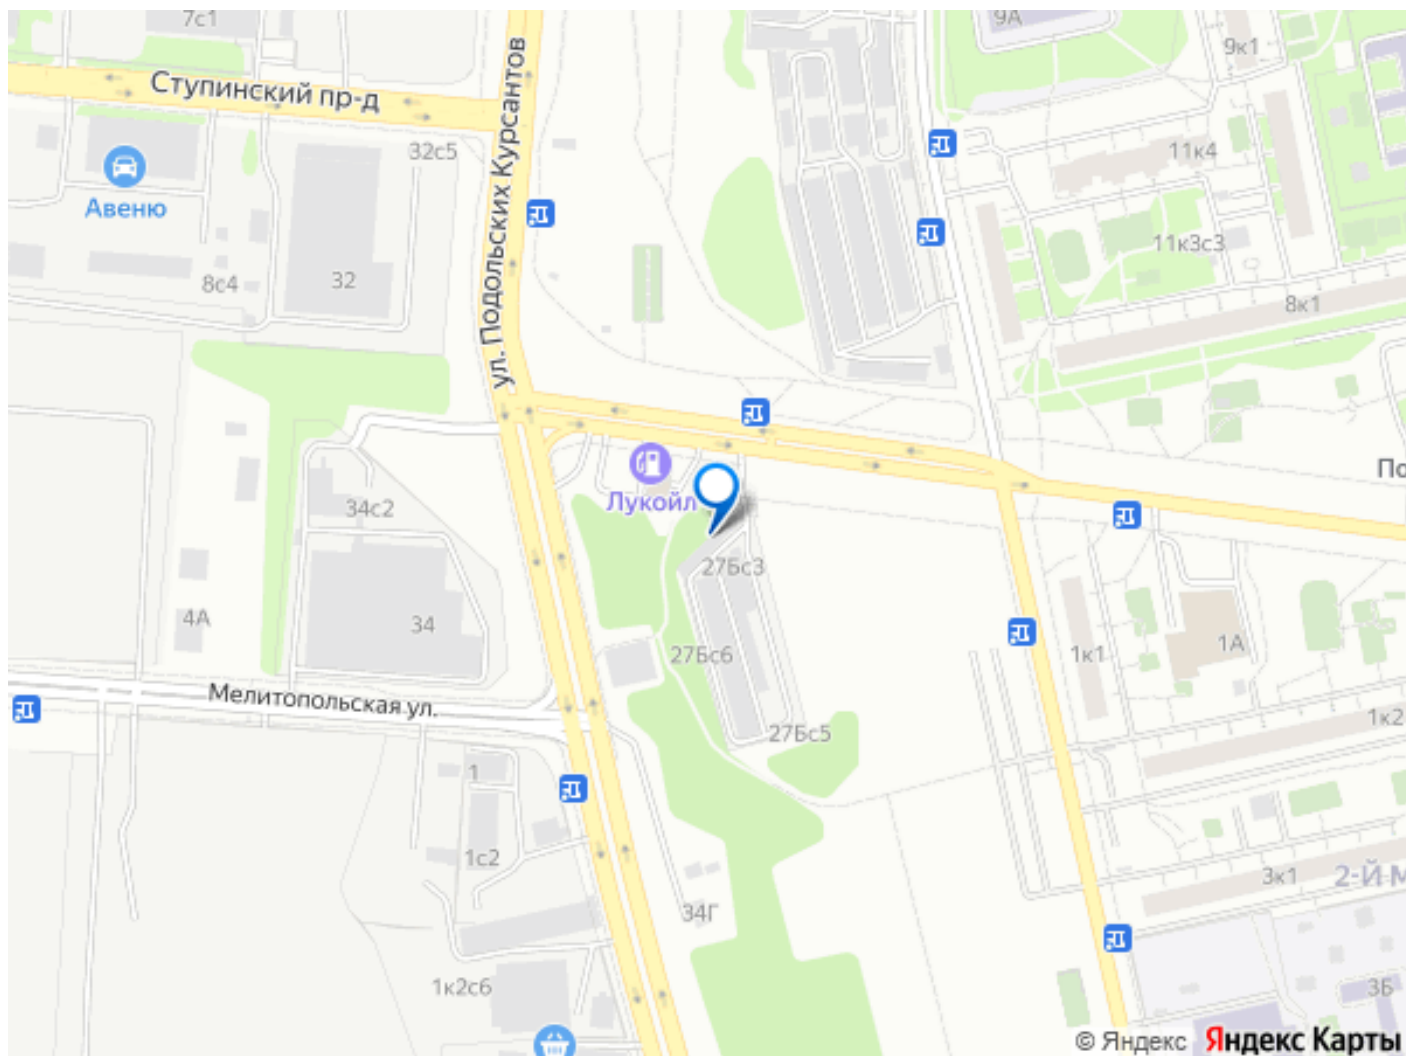 7с1
9А
9к1
Ступинский пр-д
ул. Подольских Курсантов
32с5
11к4
Авеню
11к3с3
8с4
32
8к1
По
Лукойл
34с2
27Бс3
4А
34
27Бс6
1к1
1А
Мелитопольская ул.
27Бс5
1к2
1
1с2
3к1
2-Й М
34Г
1к2с6
3Б
© Яндекс Яндекс Карты